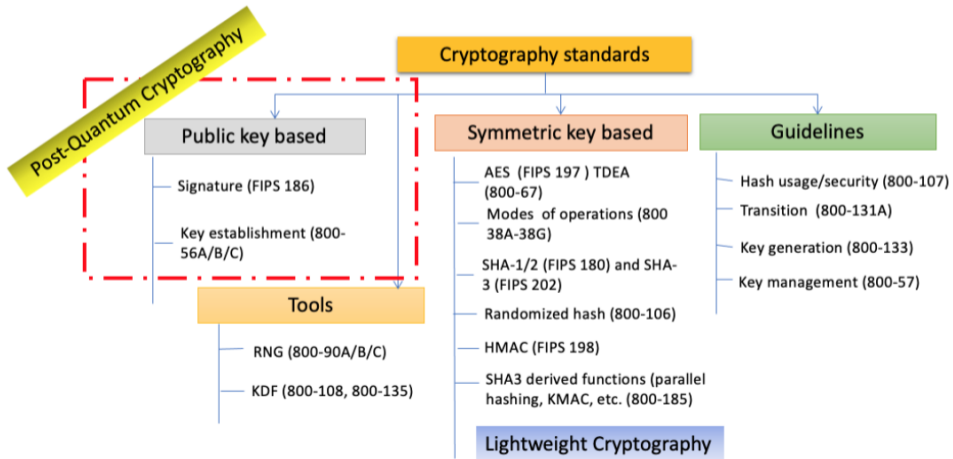 Post-Quantum Cryptography
Cryptography standards
Public key based
Signature (FIPS 186)
Key establishment (800-
56A/B/C)
Tools
RNG (800-90A/B/C)
KDF (800-108, 800-135)
Symmetric key based
AES (FIPS 197 ) TDEA
(800-67)
Modes of operations (800
38A-38G)
SHA-1/2 (FIPS 180) and SHA-
3 (FIPS 202)
Randomized hash (800-106)
HMAC (FIPS 198)
SHA3 derived functions (parallel
hashing, KMAC, etc. (800-185)
Lightweight Cryptography
Guidelines
Hash usage/security (800-107)
Transition (800-131A)
Key generation (800-133)
Key management (800-57)